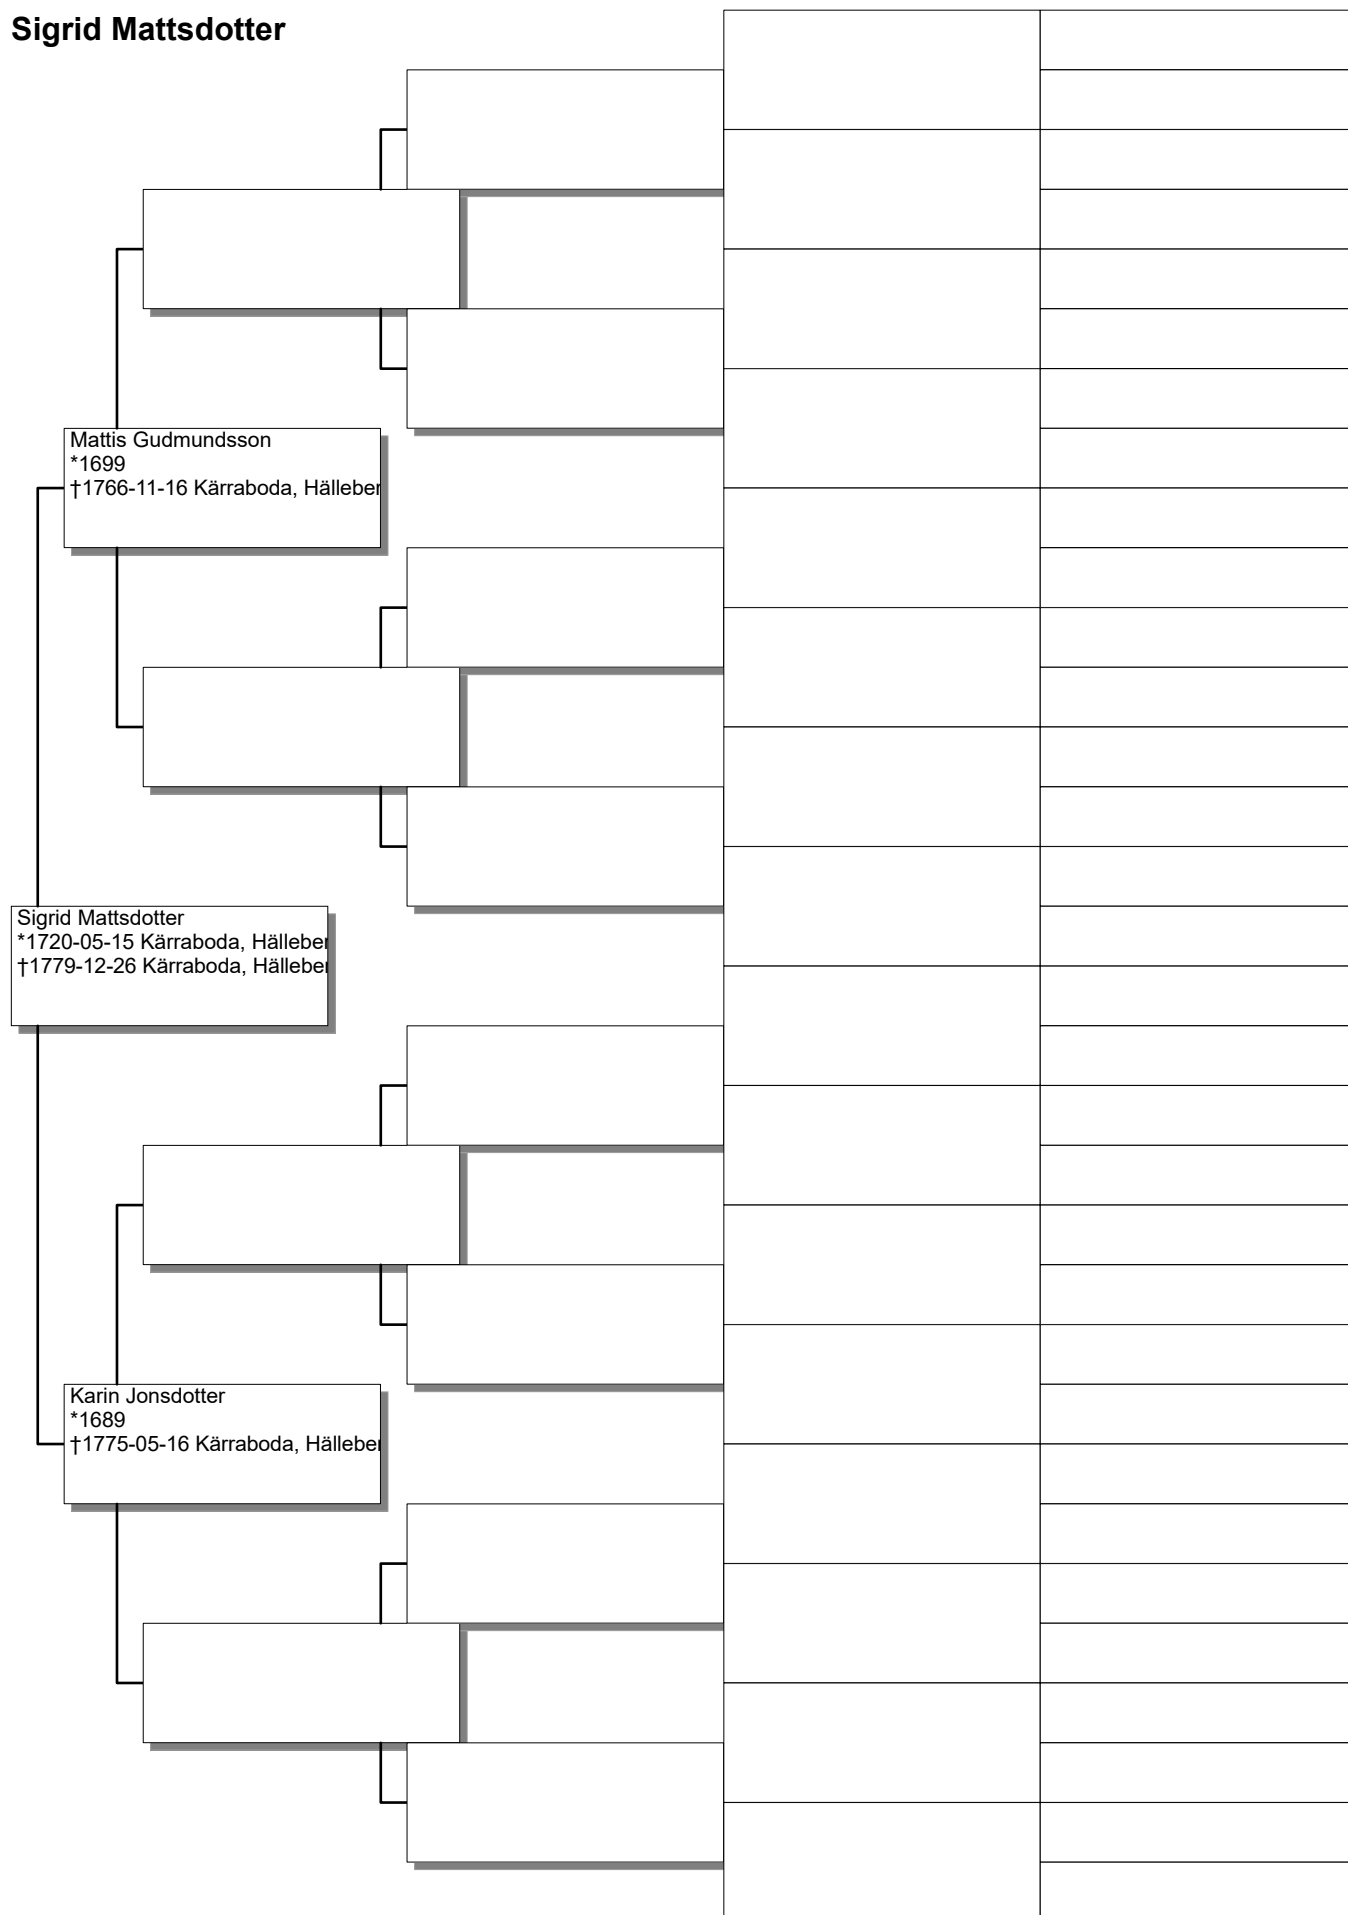 Sigrid Mattsdotter
Mattis Gudmundsson
*1699
†1766-11-16 Kärraboda, Hälleber
Sigrid Mattsdotter
*1720-05-15 Kärraboda, Hälleber
†1779-12-26 Kärraboda, Hälleber
Karin Jonsdotter
*1689
†1775-05-16 Kärraboda, Hälleber